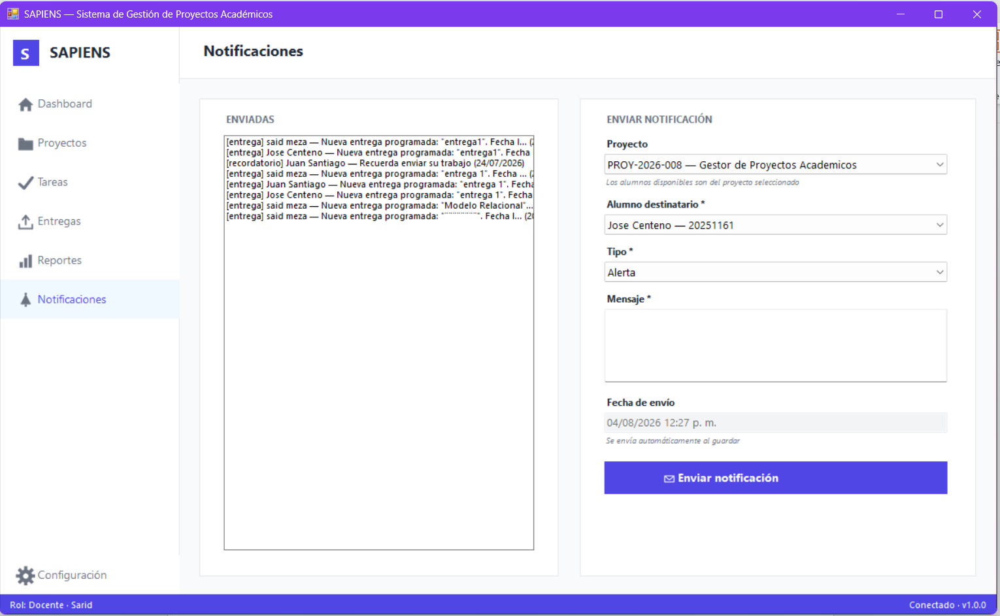 SAPIENS — Sistema de Gestión de Proyectos Académicos
S SAPIENS
Dashboard
Proyectos
Tareas
Entregas
Reportes
Notificaciones
Configuración
Notificaciones
ENVIADAS
[entrega] said meza — Nueva entrega programada: "entrega1". Fecha l... (2
[entrega] Jose Centeno — Nueva entrega programada: "entrega1". Fecha
[recordatorio] Juan Santiago — Recuerda enviar su trabajo (24/07/2026)
[entrega] said meza — Nueva entrega programada: "entrega 1". Fecha ... (2
[entrega] Juan Santiago — Nueva entrega programada: "entrega 1". Fecha
[entrega] Jose Centeno — Nueva entrega programada: "entrega 1". Fecha
[entrega] said meza — Nueva entrega programada: "Modelo Relacional"...
[entrega] said meza — Nueva entrega programada: "¨¨¨¨¨¨¨¨". Fecha l... (20
ENVIAR NOTIFICACIÓN
Proyecto
PROY-2026-008 — Gestor de Proyectos Academicos
Los alumnos disponibles son del proyecto seleccionado
Alumno destinatario *
Jose Centeno — 20251161
Tipo *
Alerta
Mensaje *
Fecha de envío
04/08/2026 12:27 p. m.
Se envía automáticamente al guardar
Enviar notificación
Rol: Docente · Sarid
Conectado · v1.0.0